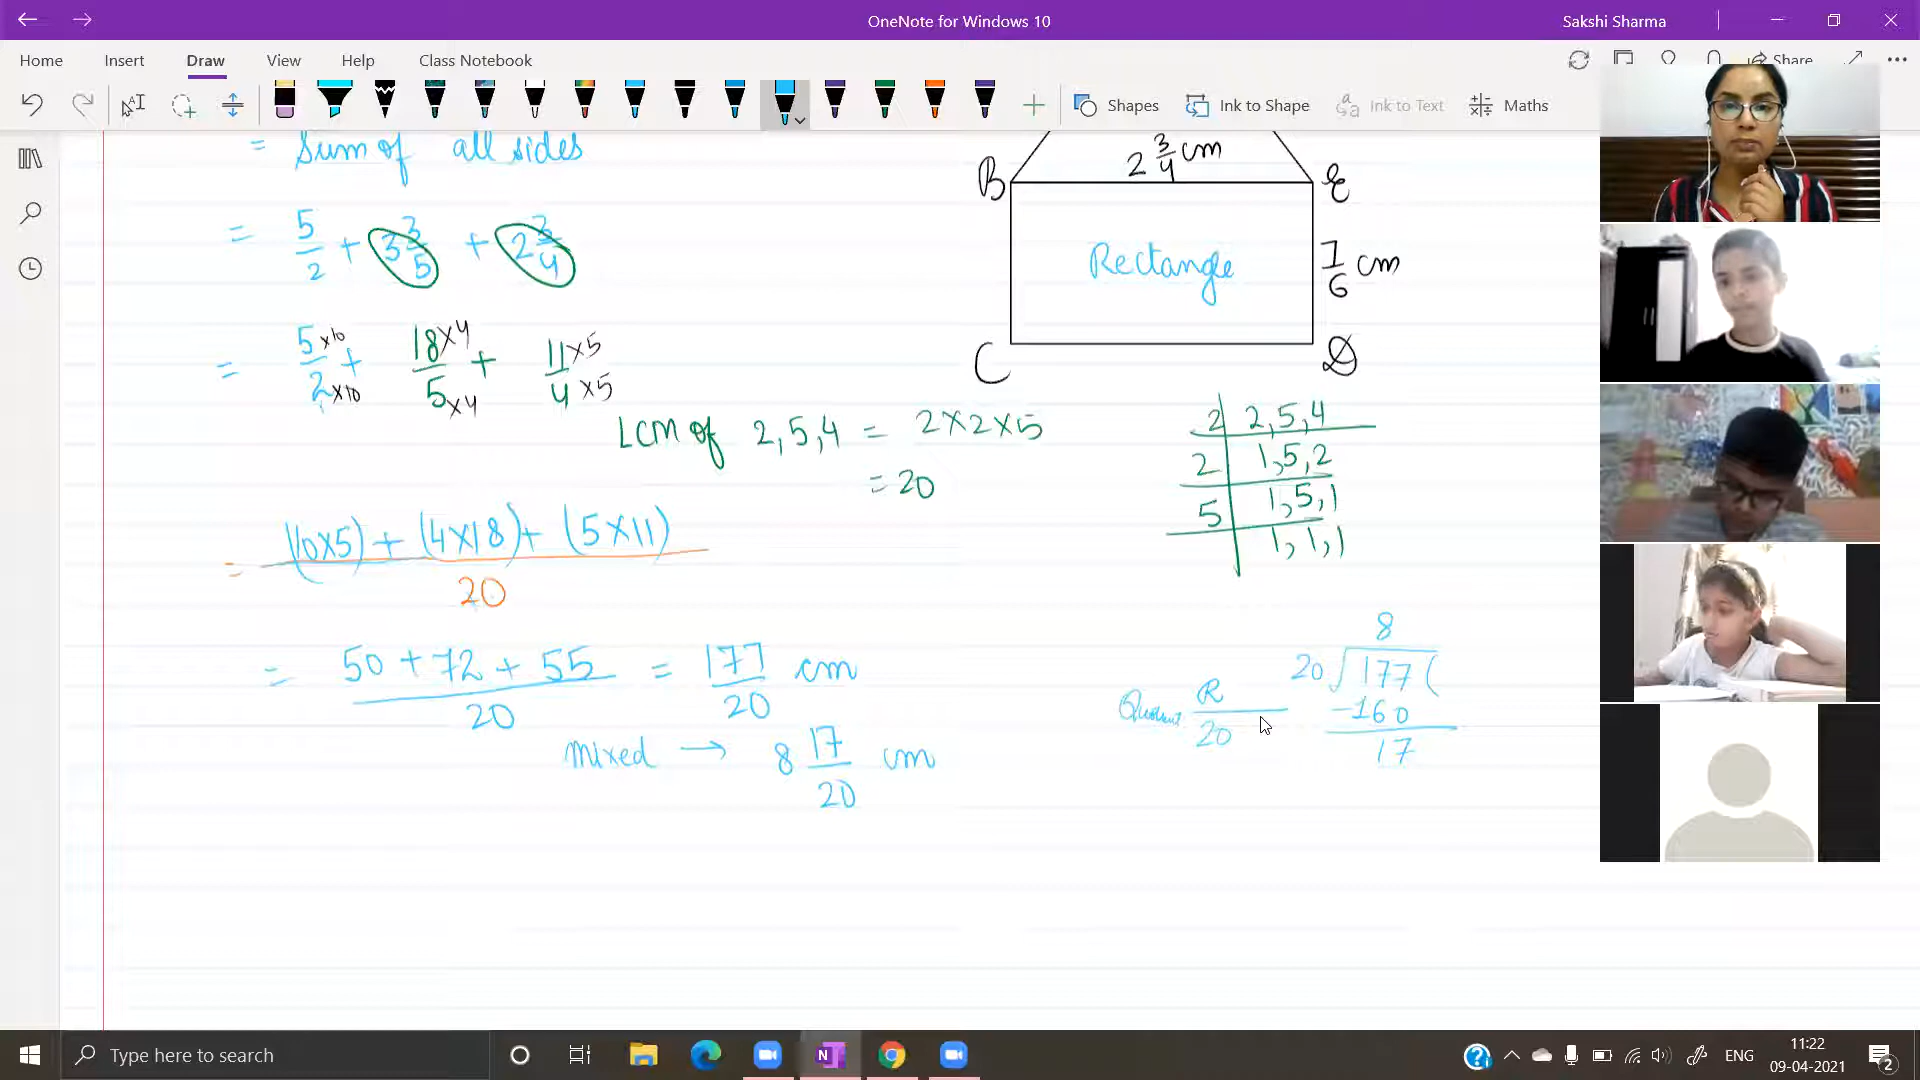 OneNote for Windows 10
Sakshi Sharma
Home Insert Draw View Help Class Notebook
Share
Shapes Ink to Shape Ink to Text Maths
= Sum of all sides
= 5/2 + 3 3/5 + 2 3/4
= 5×10/2×10 + 18×4/5×4 + 11×5/4×5
LCM of 2,5,4 = 2×2×5
= 20
= (10×5) + (4×18) + (5×11) / 20
= 50 + 72 + 55 / 20 = 177/20 cm
Mixed → 8 17/20 cm
2 3/4 cm
B E
Rectangle
7/6 cm
C D
2 2,5,4
2 1,5,2
5 1,5,1
1,1,1
8
20 177 (
-160
17
Quotient R/20
Type here to search
ENG
11:22
09-04-2021
2